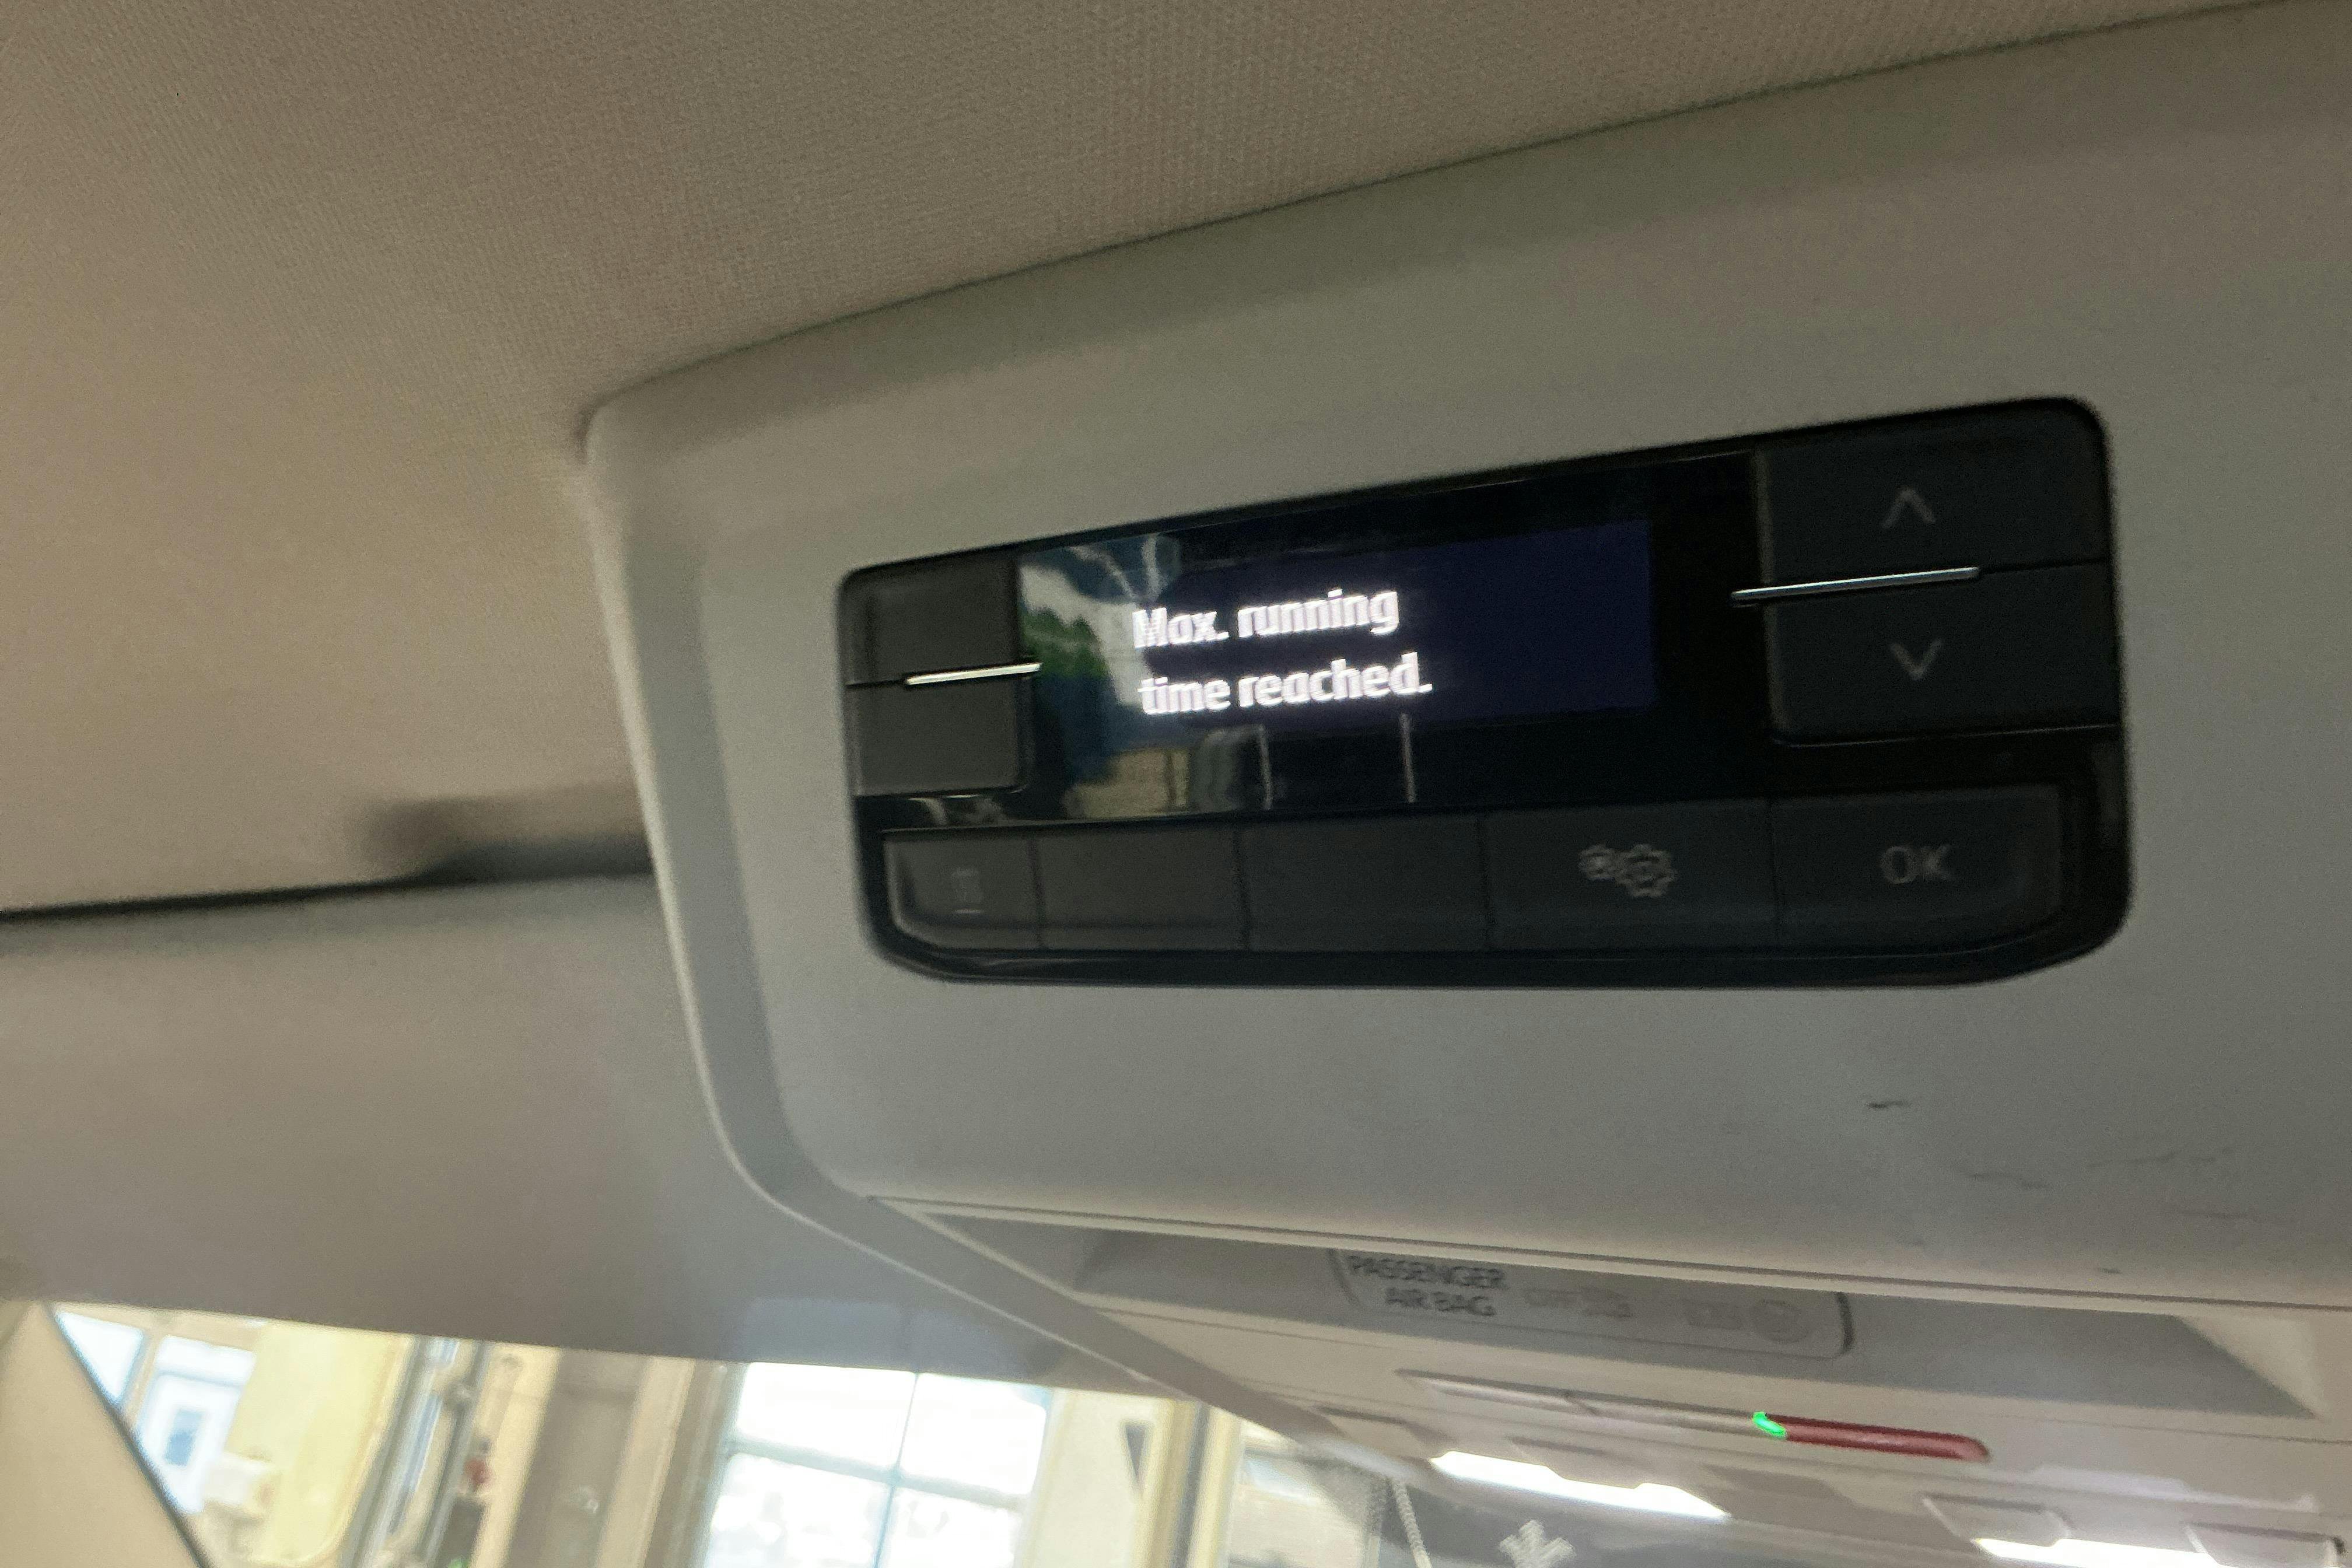 Max. running
time reached.
OK
PASSENGER
AIR BAG